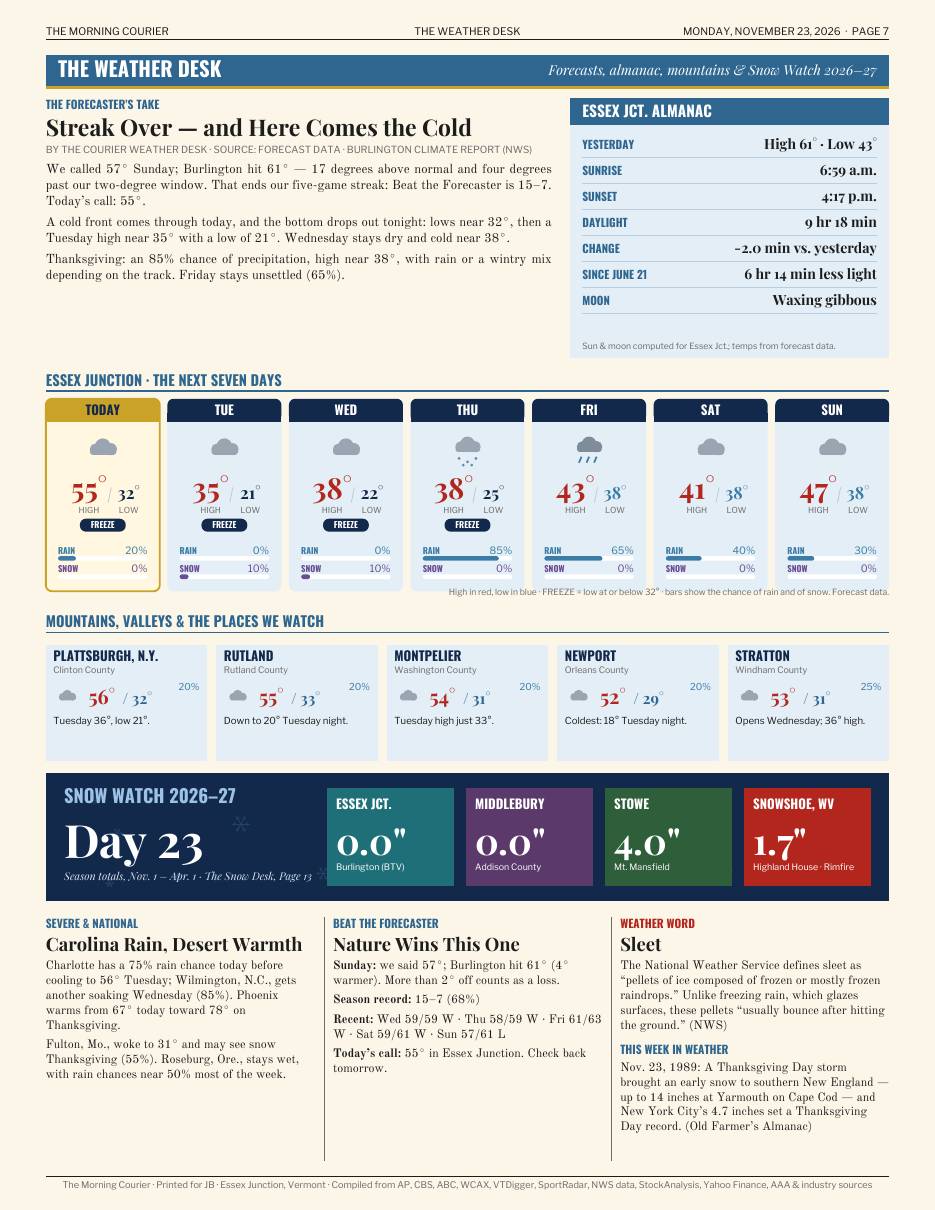 THE MORNING COURIER THE WEATHER DESK MONDAY, NOVEMBER 23, 2026 · PAGE 7
THE WEATHER DESK Forecasts, almanac, mountains & Snow Watch 2026–27
THE FORECASTER'S TAKE
Streak Over — and Here Comes the Cold
BY THE COURIER WEATHER DESK · SOURCE: FORECAST DATA · BURLINGTON CLIMATE REPORT (NWS)
We called 57° Sunday; Burlington hit 61° — 17 degrees above normal and four degrees
past our two-degree window. That ends our five-game streak: Beat the Forecaster is 15–7.
Today's call: 55°.
A cold front comes through today, and the bottom drops out tonight: lows near 32°, then a
Tuesday high near 35° with a low of 21°. Wednesday stays dry and cold near 38°.
Thanksgiving: an 85% chance of precipitation, high near 38°, with rain or a wintry mix
depending on the track. Friday stays unsettled (65%).
ESSEX JCT. ALMANAC
YESTERDAY High 61° · Low 43°
SUNRISE 6:59 a.m.
SUNSET 4:17 p.m.
DAYLIGHT 9 hr 18 min
CHANGE -2.0 min vs. yesterday
SINCE JUNE 21 6 hr 14 min less light
MOON Waxing gibbous
Sun & moon computed for Essex Jct.; temps from forecast data.
ESSEX JUNCTION · THE NEXT SEVEN DAYS
TODAY
55° / 32°
HIGH LOW
FREEZE
RAIN 20%
SNOW 0%
TUE
35° / 21°
HIGH LOW
FREEZE
RAIN 0%
SNOW 10%
WED
38° / 22°
HIGH LOW
FREEZE
RAIN 0%
SNOW 10%
THU
38° / 25°
HIGH LOW
FREEZE
RAIN 85%
SNOW 0%
FRI
43° / 38°
HIGH LOW
RAIN 65%
SNOW 0%
SAT
41° / 38°
HIGH LOW
RAIN 40%
SNOW 0%
SUN
47° / 38°
HIGH LOW
RAIN 30%
SNOW 0%
High in red, low in blue · FREEZE = low at or below 32° · bars show the chance of rain and of snow. Forecast data.
MOUNTAINS, VALLEYS & THE PLACES WE WATCH
PLATTSBURGH, N.Y.
Clinton County
56° / 32° 20%
Tuesday 36°, low 21°.
RUTLAND
Rutland County
55° / 33° 20%
Down to 20° Tuesday night.
MONTPELIER
Washington County
54° / 31° 20%
Tuesday high just 33°.
NEWPORT
Orleans County
52° / 29° 20%
Coldest: 18° Tuesday night.
STRATTON
Windham County
53° / 31° 25%
Opens Wednesday; 36° high.
SNOW WATCH 2026–27
Day 23
Season totals, Nov. 1 – Apr. 1 · The Snow Desk, Page 13
ESSEX JCT.
0.0"
Burlington (BTV)
MIDDLEBURY
0.0"
Addison County
STOWE
4.0"
Mt. Mansfield
SNOWSHOE, WV
1.7"
Highland House · Rimfire
SEVERE & NATIONAL
Carolina Rain, Desert Warmth
Charlotte has a 75% rain chance today before
cooling to 56° Tuesday; Wilmington, N.C., gets
another soaking Wednesday (85%). Phoenix
warms from 67° today toward 78° on
Thanksgiving.
Fulton, Mo., woke to 31° and may see snow
Thanksgiving (55%). Roseburg, Ore., stays wet,
with rain chances near 50% most of the week.
BEAT THE FORECASTER
Nature Wins This One
Sunday: we said 57°; Burlington hit 61° (4°
warmer). More than 2° off counts as a loss.
Season record: 15–7 (68%)
Recent: Wed 59/59 W · Thu 58/59 W · Fri 61/63
W · Sat 59/61 W · Sun 57/61 L
Today's call: 55° in Essex Junction. Check back
tomorrow.
WEATHER WORD
Sleet
The National Weather Service defines sleet as
“pellets of ice composed of frozen or mostly frozen
raindrops.” Unlike freezing rain, which glazes
surfaces, these pellets “usually bounce after hitting
the ground.” (NWS)
THIS WEEK IN WEATHER
Nov. 23, 1989: A Thanksgiving Day storm
brought an early snow to southern New England —
up to 14 inches at Yarmouth on Cape Cod — and
New York City's 4.7 inches set a Thanksgiving
Day record. (Old Farmer's Almanac)
The Morning Courier · Printed for JB · Essex Junction, Vermont · Compiled from AP, CBS, ABC, WCAX, VTDigger, SportRadar, NWS data, StockAnalysis, Yahoo Finance, AAA & industry sources